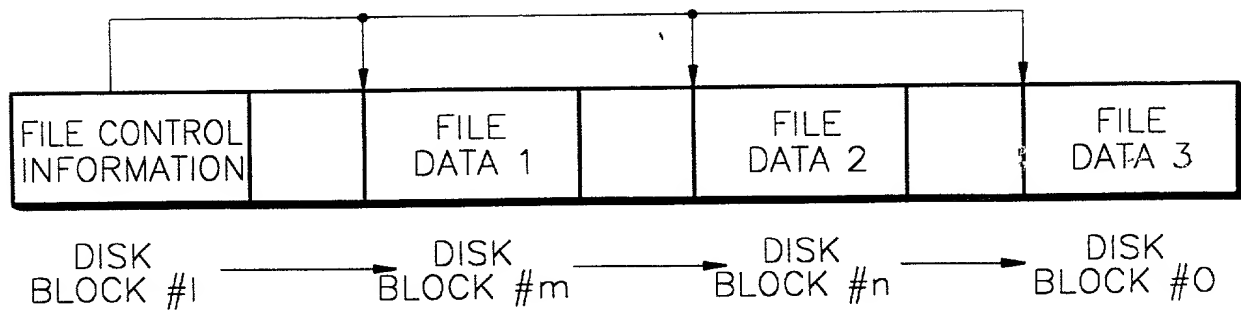 FILE CONTROL
INFORMATION
FILE
DATA 1
FILE
DATA 2
FILE
DATA 3
DISK
BLOCK #l
DISK
BLOCK #m
DISK
BLOCK #n
DISK
BLOCK #O